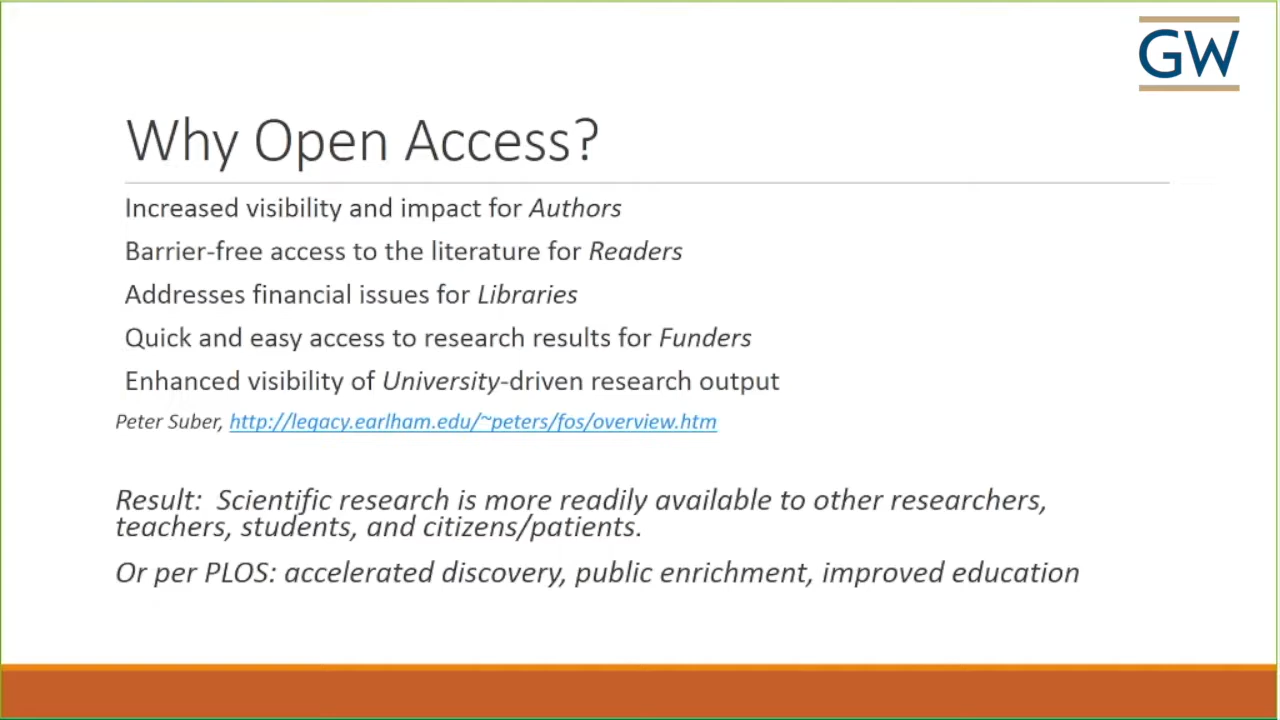 GW
Why Open Access?
Increased visibility and impact for Authors
Barrier-free access to the literature for Readers
Addresses financial issues for Libraries
Quick and easy access to research results for Funders
Enhanced visibility of University-driven research output
Peter Suber, http://legacy.earlham.edu/~peters/fos/overview.htm
Result:  Scientific research is more readily available to other researchers,
teachers, students, and citizens/patients.
Or per PLOS: accelerated discovery, public enrichment, improved education